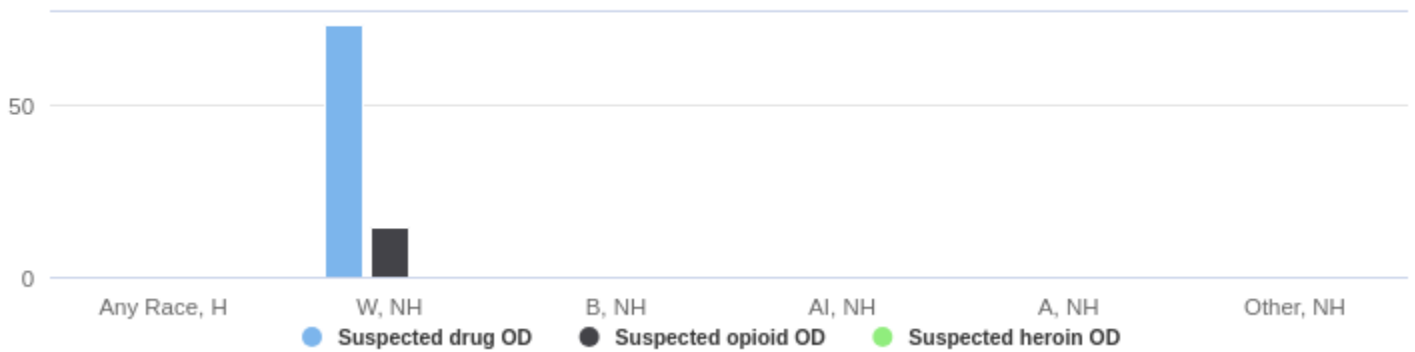 50
0
Any Race, H W, NH B, NH AI, NH A, NH Other, NH
Suspected drug OD Suspected opioid OD Suspected heroin OD